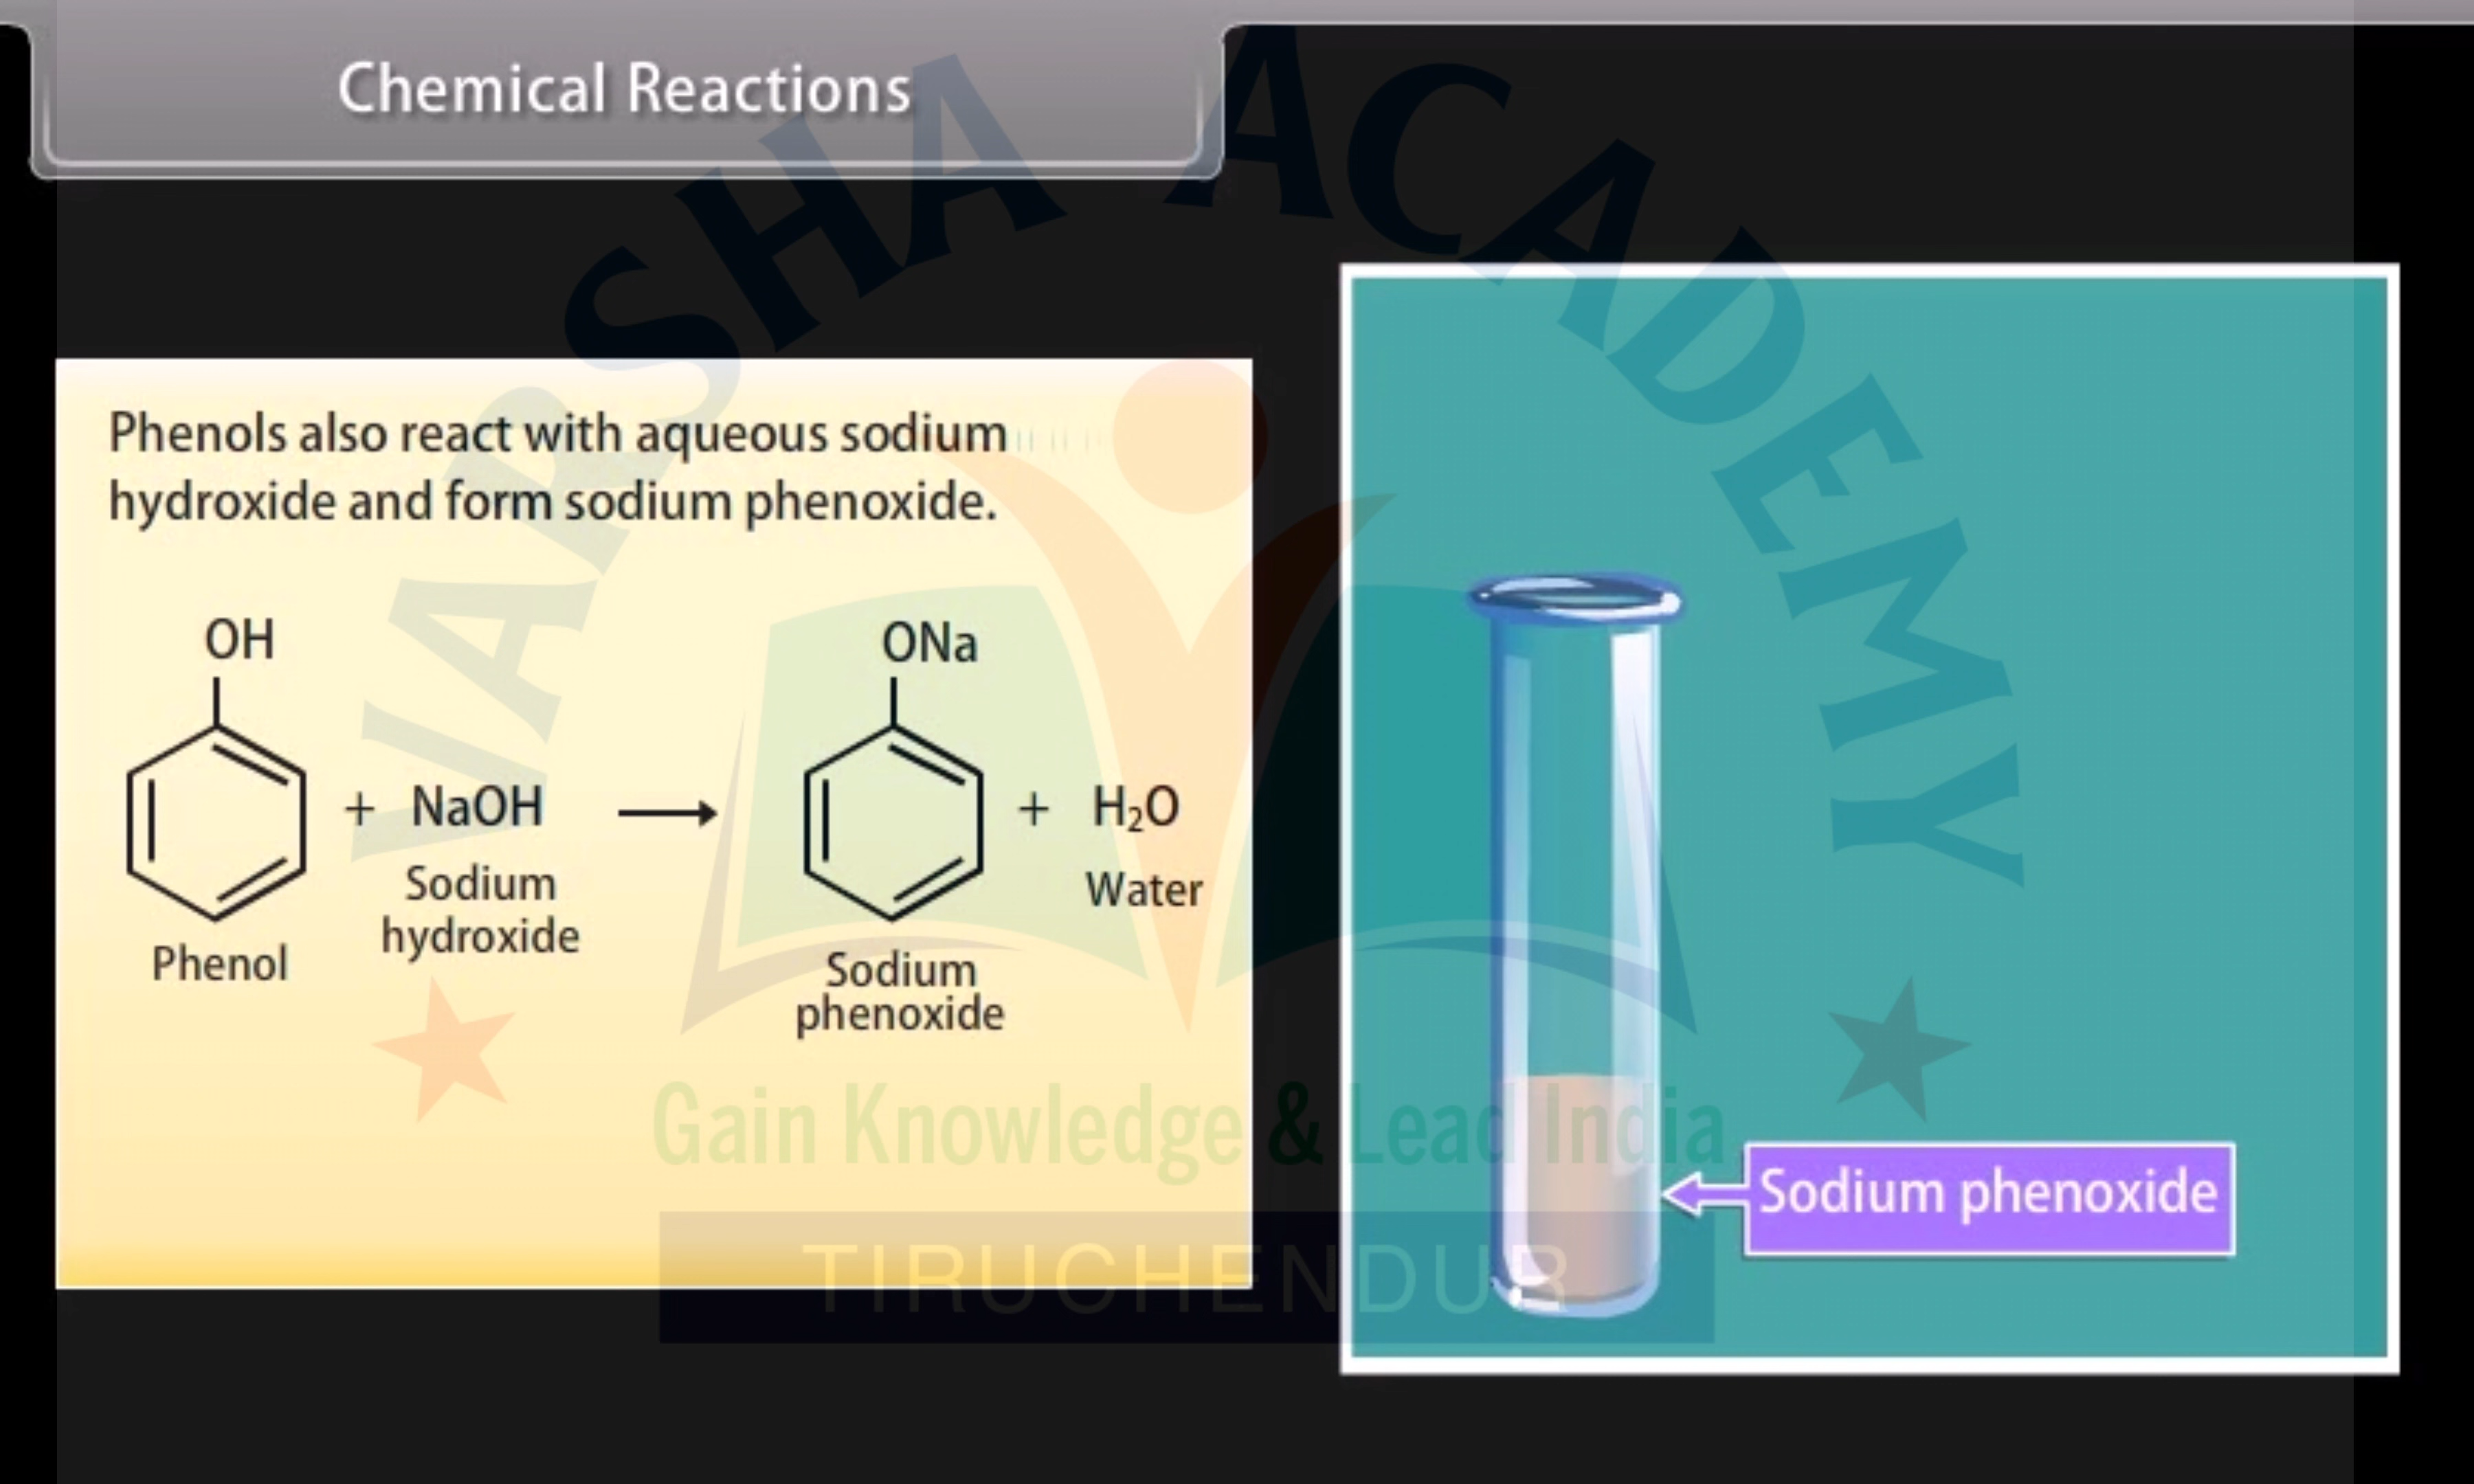 Chemical Reactions
VARSHA ACADEMY
Phenols also react with aqueous sodium
hydroxide and form sodium phenoxide.
OH
ONa
+ NaOH
+ H₂O
Sodium
hydroxide
Water
Phenol
Sodium
phenoxide
Gain Knowledge & Lead India
Sodium phenoxide
TIRUCHENDUR